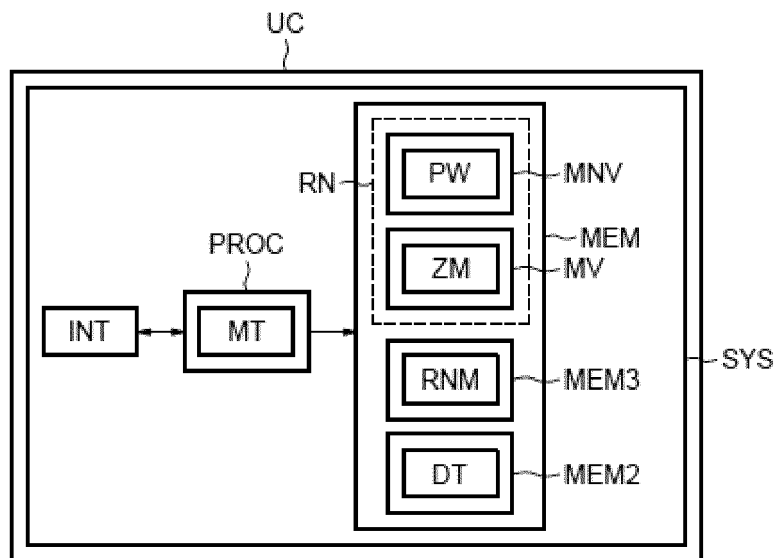 UC
RN
PW
MNV
PROC
ZM
MEM
MV
INT
MT
RNM
MEM3
SYS
DT
MEM2